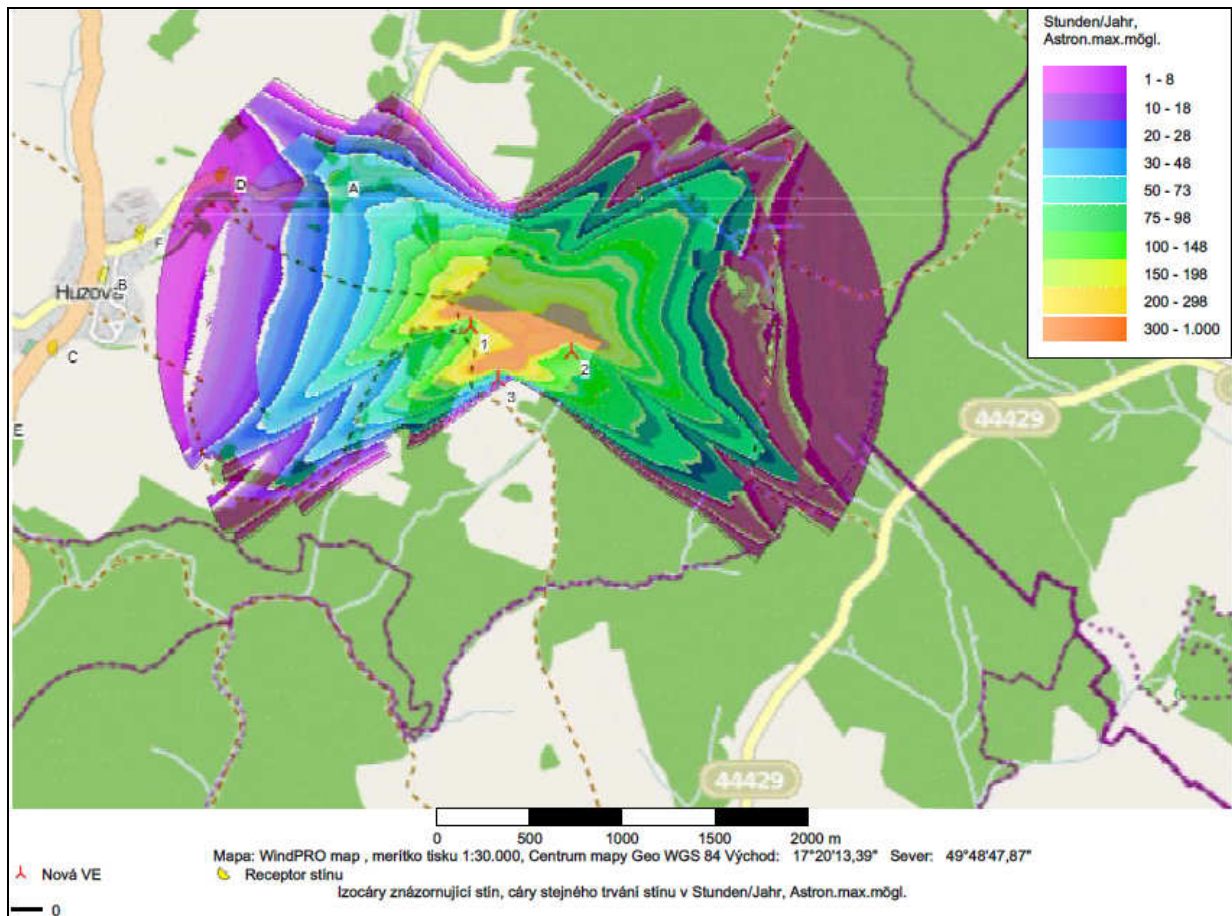 Stunden/Jahr,
Astron.max.mögl.
1 - 8
10 - 18
20 - 28
30 - 48
50 - 73
75 - 98
100 - 148
150 - 198
200 - 298
300 - 1.000
D
A
F
B
Huzová
C
1
2
3
E
44429
44429
0 500 1000 1500 2000 m
Mapa: WindPRO map , merítko tisku 1:30.000, Centrum mapy Geo WGS 84 Východ: 17°20'13,39" Sever: 49°48'47,87"
Nová VE
Receptor stínu
Izocáry znázornující stín, cáry stejného trvání stínu v Stunden/Jahr, Astron.max.mögl.
0